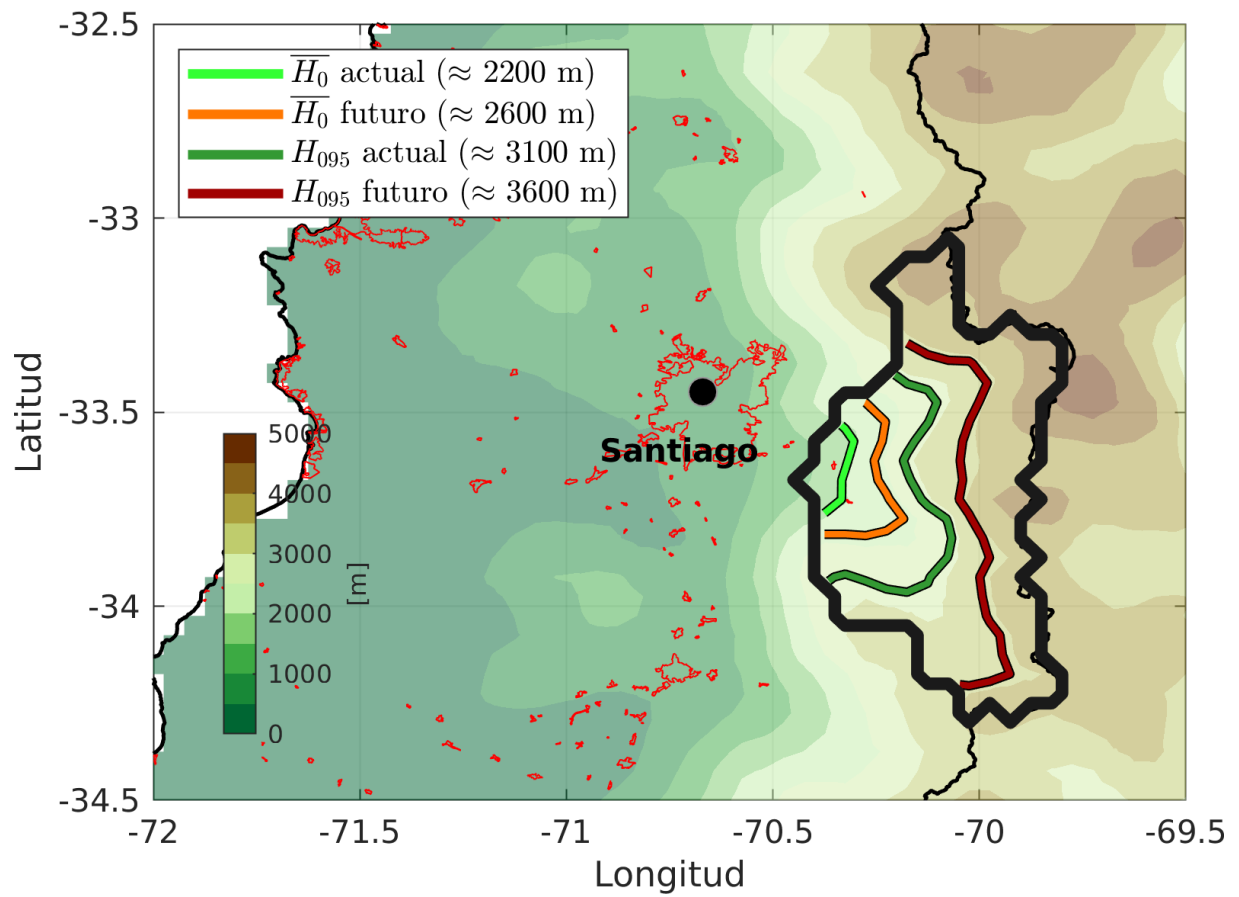 H̅₀ actual (≈ 2200 m)
H̅₀ futuro (≈ 2600 m)
H₀₉₅ actual (≈ 3100 m)
H₀₉₅ futuro (≈ 3600 m)
-32.5
-33
-33.5
-34
-34.5
Latitud
Santiago
5000
4000
3000
2000
1000
0
[m]
-72
-71.5
-71
-70.5
-70
-69.5
Longitud